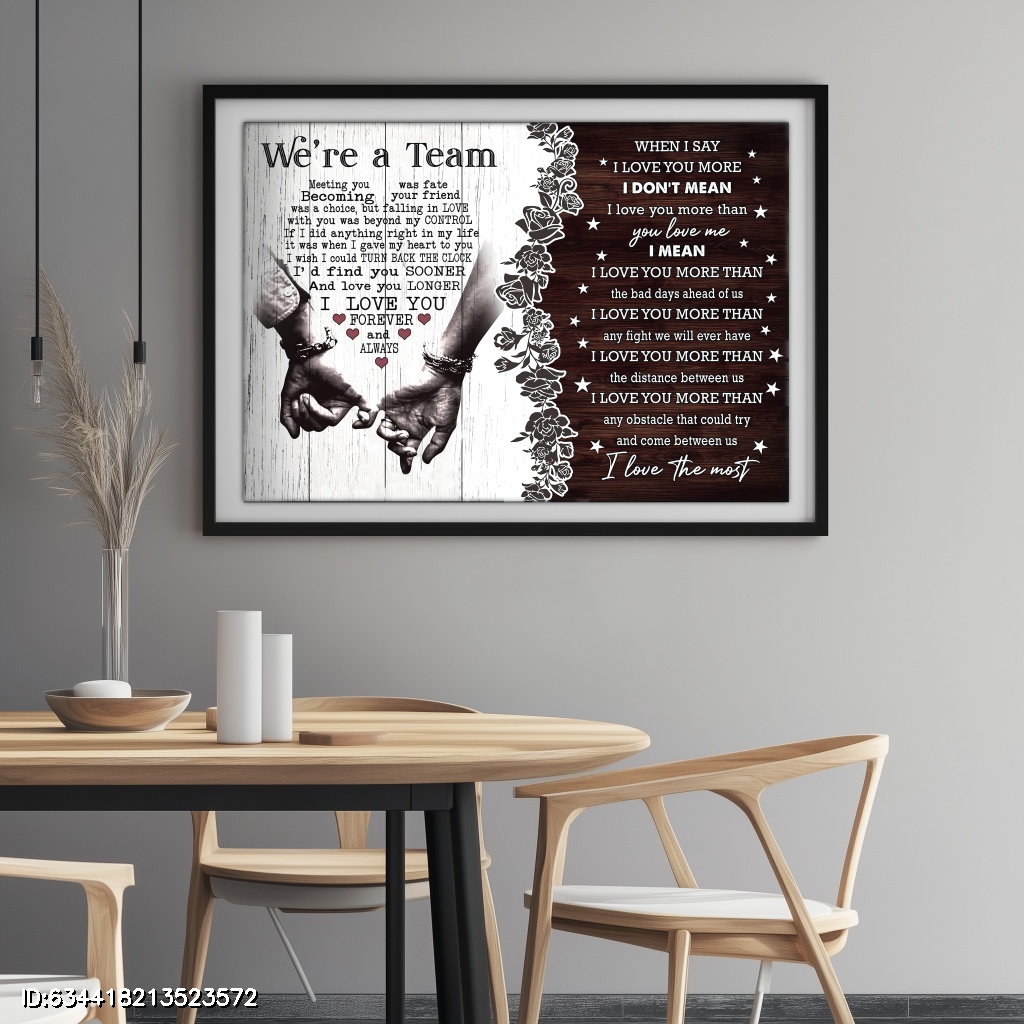 We're a Team
Meeting you was fate
Becoming your friend
was a choice, but falling in LOVE
with you was beyond my CONTROL
If I did anything right in my life
it was when I gave my heart to you
I wish I could TURN BACK THE CLOCK
I'd find you SOONER
And love you LONGER
I LOVE YOU
FOREVER
and
ALWAYS
WHEN I SAY
I LOVE YOU MORE
I DON'T MEAN
I love you more than
you love me
I MEAN
I LOVE YOU MORE THAN
the bad days ahead of us
I LOVE YOU MORE THAN
any fight we will ever have
I LOVE YOU MORE THAN
the distance between us
I LOVE YOU MORE THAN
any obstacle that could try
and come between us
I love the most
ID:634418213523572